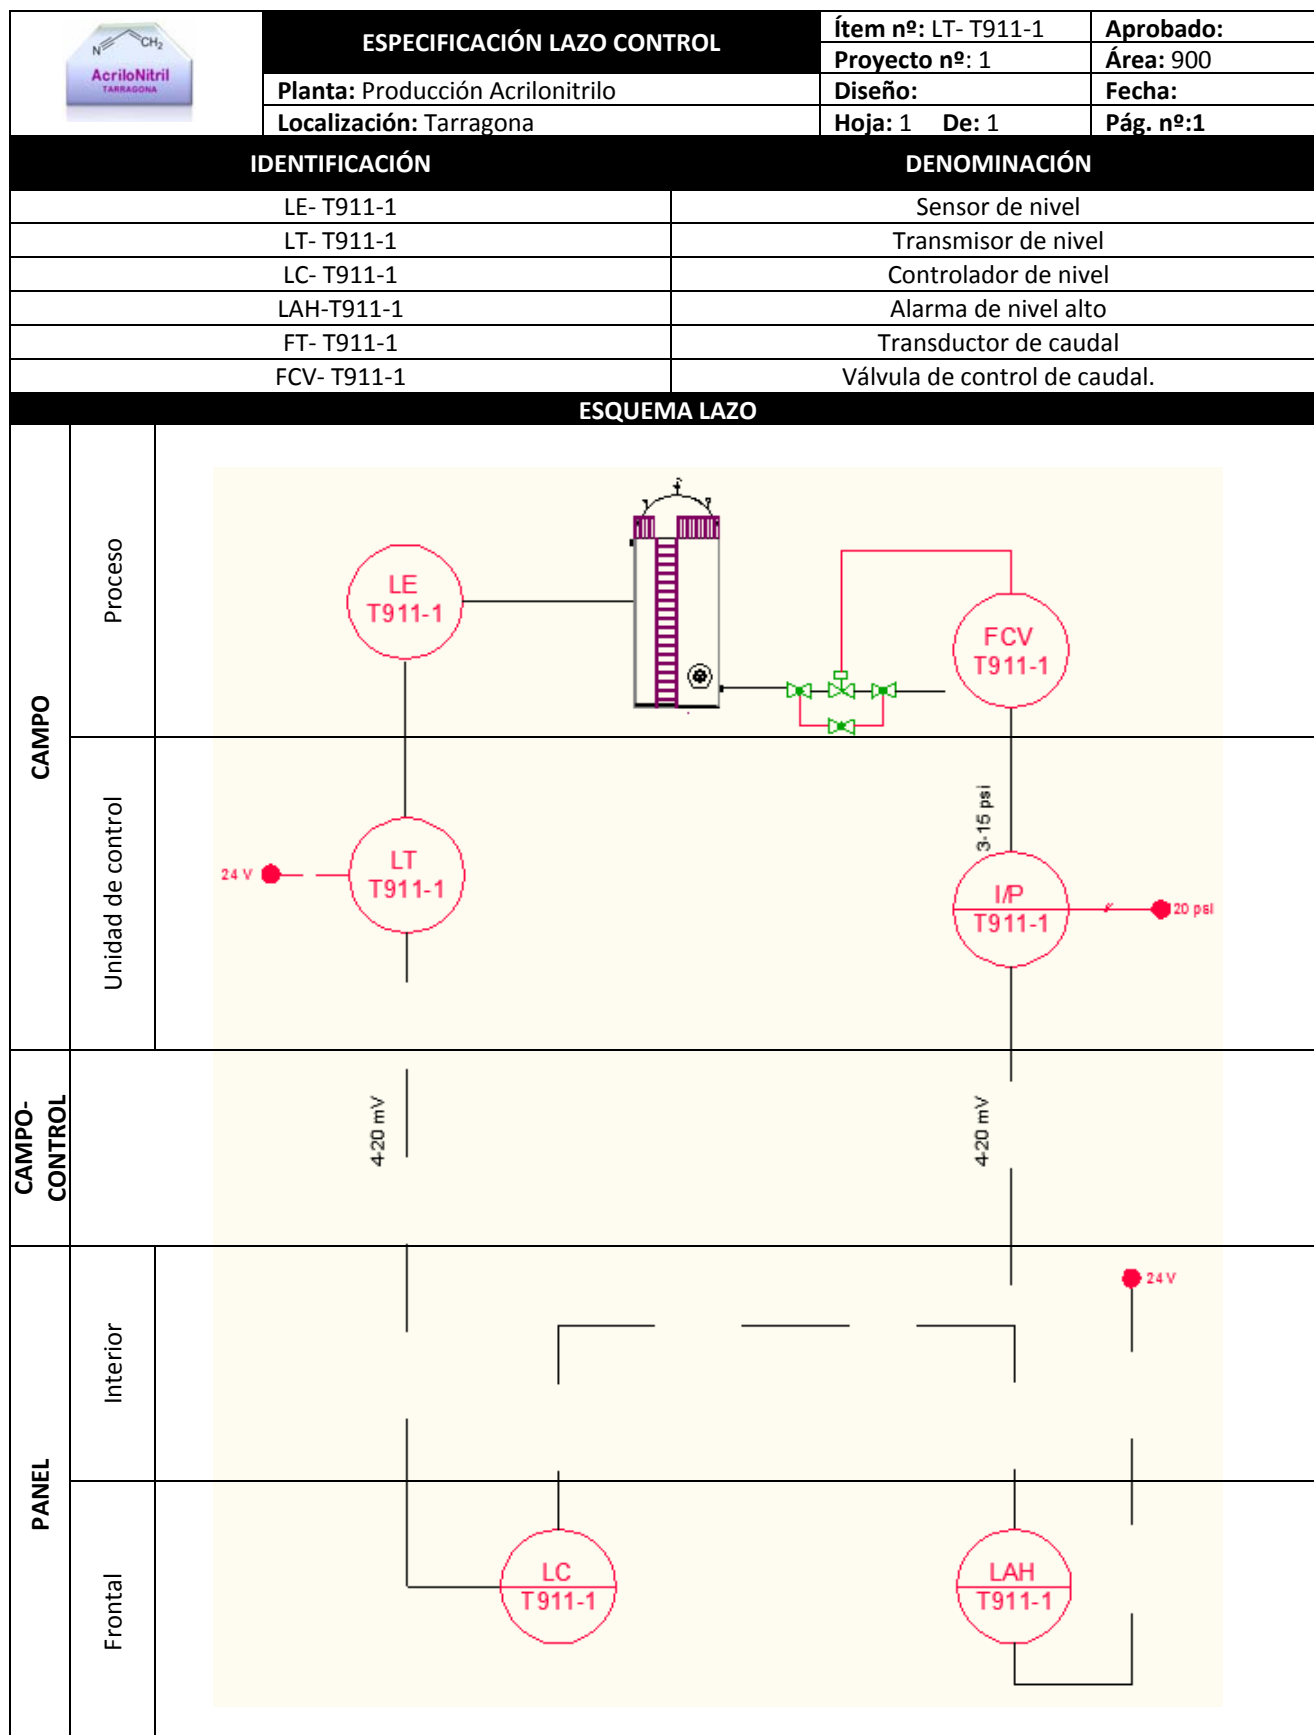 N CH₂
AcriloNitril
TARRAGONA
ESPECIFICACIÓN LAZO CONTROL
Ítem nº: LT- T911-1
Aprobado:
Proyecto nº: 1
Área: 900
Planta: Producción Acrilonitrilo
Diseño:
Fecha:
Localización: Tarragona
Hoja: 1 De: 1
Pág. nº:1
IDENTIFICACIÓN
DENOMINACIÓN
LE- T911-1
Sensor de nivel
LT- T911-1
Transmisor de nivel
LC- T911-1
Controlador de nivel
LAH-T911-1
Alarma de nivel alto
FT- T911-1
Transductor de caudal
FCV- T911-1
Válvula de control de caudal.
ESQUEMA LAZO
CAMPO
Proceso
LE
T911-1
FCV
T911-1
Unidad de control
24 V
LT
T911-1
3-15 psi
I/P
T911-1
20 psi
CAMPO-
CONTROL
4-20 mV
4-20 mV
PANEL
Interior
24 V
Frontal
LC
T911-1
LAH
T911-1